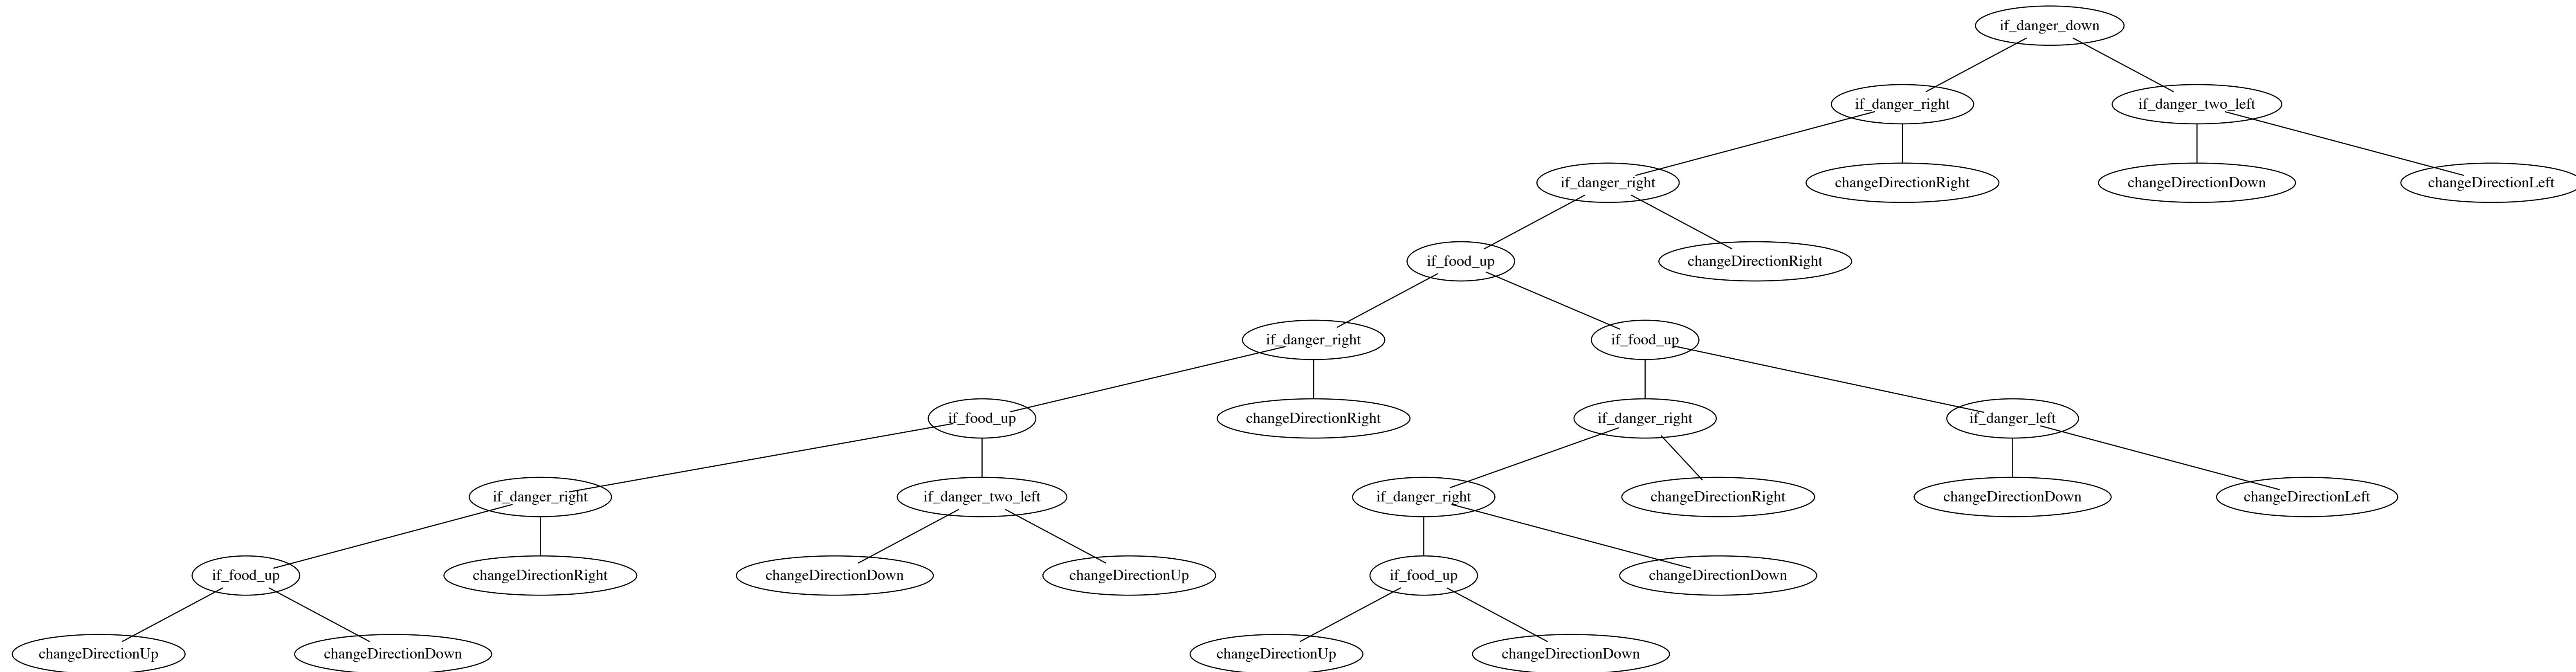 if_danger_down
if_danger_right
if_danger_two_left
if_danger_right
changeDirectionRight
changeDirectionDown
changeDirectionLeft
if_food_up
changeDirectionRight
if_danger_right
if_food_up
if_food_up
changeDirectionRight
if_danger_right
if_danger_left
if_danger_right
if_danger_two_left
if_danger_right
changeDirectionRight
changeDirectionDown
changeDirectionLeft
if_food_up
changeDirectionRight
changeDirectionDown
changeDirectionUp
if_food_up
changeDirectionDown
changeDirectionUp
changeDirectionDown
changeDirectionUp
changeDirectionDown